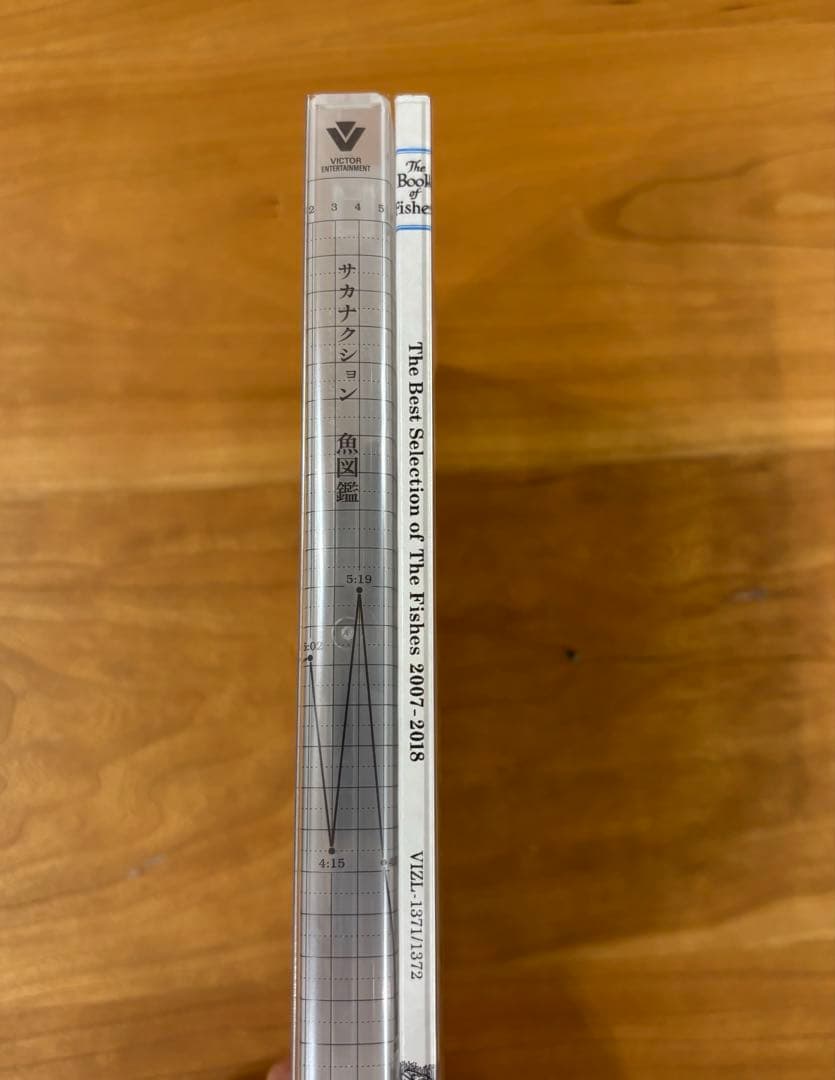 VICTOR
ENTERTAINMENT
2 3 4 5
サカナクション 魚図鑑
5:19
4:15
The
Book
of
Fishes
The Best Selection of The Fishes 2007-2018
VIZL-1371/1372